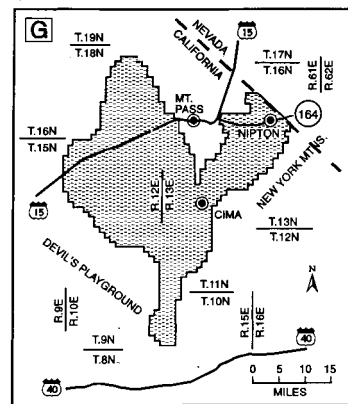 G
T.19N
T.18N
NEVADA
CALIFORNIA
15
T.17N
T.16N
R.61E
R.62E
MT.
PASS
NIPTON
164
T.16N
T.15N
NEW YORK MTNS.
15
R.12E
R.13E
CIMA
T.13N
T.12N
DEVIL'S PLAYGROUND
N
R.9E
R.10E
T.11N
T.10N
R.15E
R.16E
T.9N
T.8N
40
0 5 10 15
MILES
40